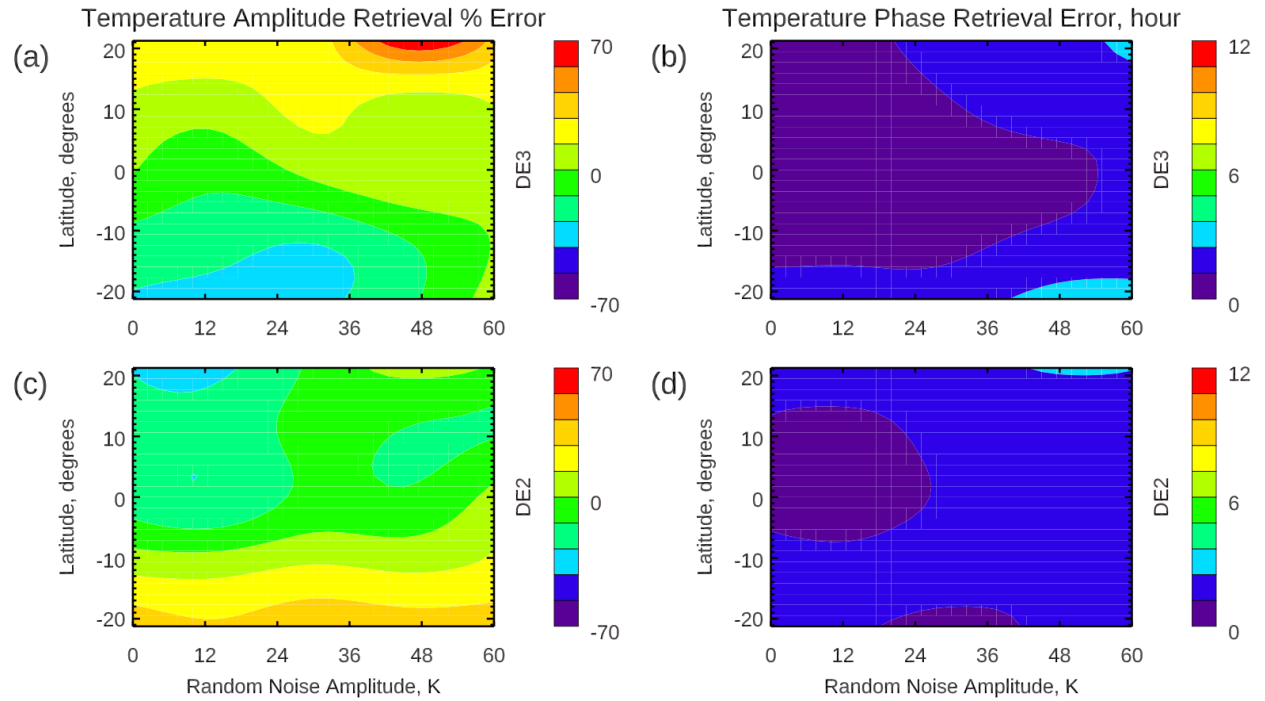 Temperature Amplitude Retrieval % Error
Temperature Phase Retrieval Error, hour
(a)
20
10
0
-10
-20
Latitude, degrees
0 12 24 36 48 60
DE3
70
0
-70
(b)
20
10
0
-10
-20
Latitude, degrees
0 12 24 36 48 60
DE3
12
6
0
(c)
20
10
0
-10
-20
Latitude, degrees
0 12 24 36 48 60
Random Noise Amplitude, K
DE2
70
0
-70
(d)
20
10
0
-10
-20
Latitude, degrees
0 12 24 36 48 60
Random Noise Amplitude, K
DE2
12
6
0